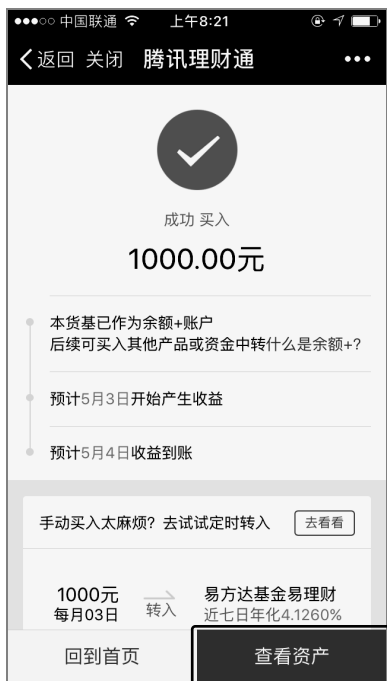 中国联通 上午8:21
返回 关闭 腾讯理财通
成功 买入
1000.00元
本货基已作为余额+账户
后续可买入其他产品或资金中转什么是余额+?
预计5月3日开始产生收益
预计5月4日收益到账
手动买入太麻烦? 去试试定时转入 去看看
1000元 易方达基金易理财
每月03日 转入 近七日年化4.1260%
回到首页 查看资产